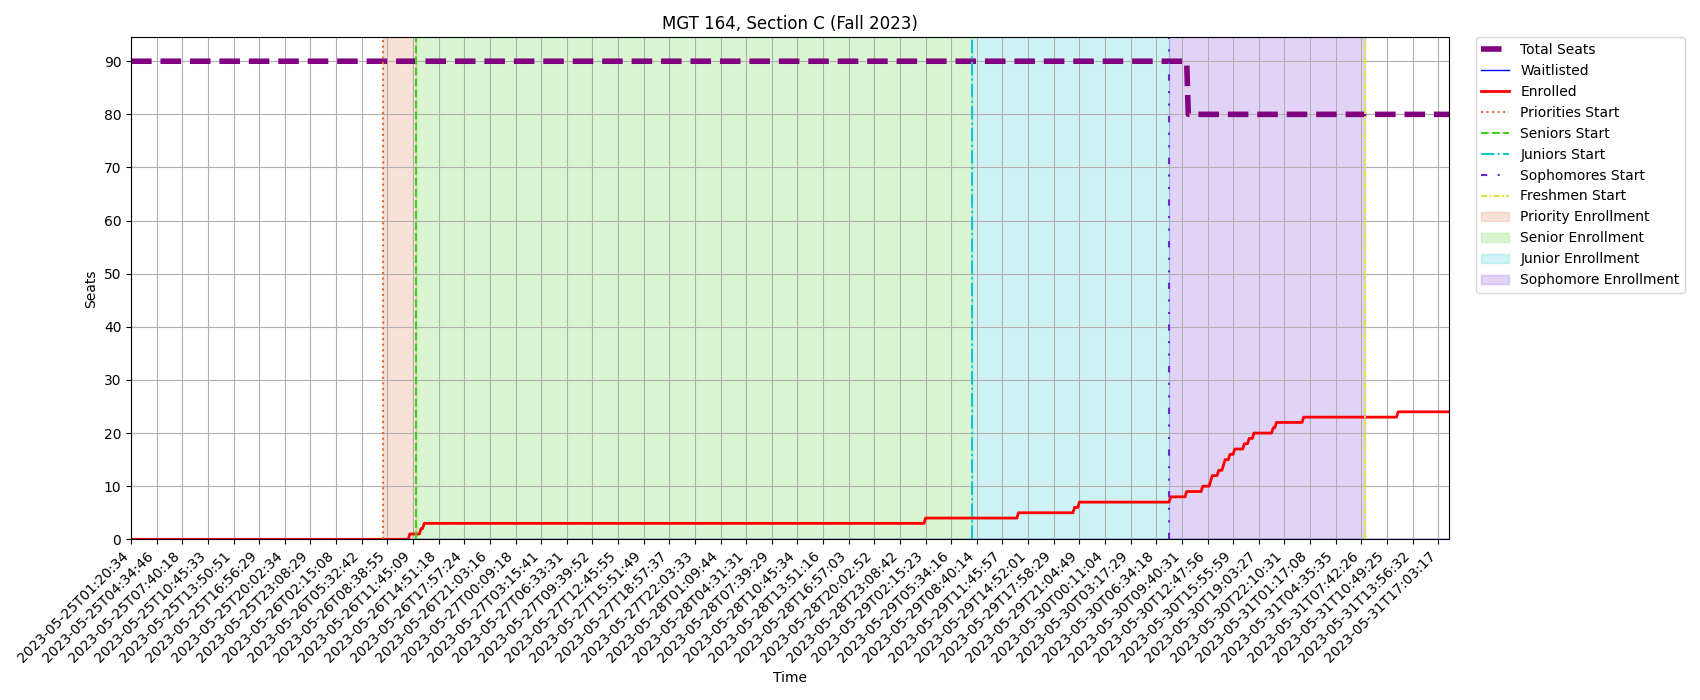 MGT 164, Section C (Fall 2023)
Seats
90
80
70
60
50
40
30
20
10
0
2023-05-25T01:20:34
2023-05-25T04:34:46
2023-05-25T07:40:18
2023-05-25T10:45:33
2023-05-25T13:50:51
2023-05-25T16:56:29
2023-05-25T20:02:34
2023-05-25T23:08:29
2023-05-26T02:15:08
2023-05-26T05:32:42
2023-05-26T08:38:55
2023-05-26T11:45:09
2023-05-26T14:51:18
2023-05-26T17:57:24
2023-05-26T21:03:16
2023-05-27T00:09:18
2023-05-27T03:15:41
2023-05-27T06:33:31
2023-05-27T09:39:52
2023-05-27T12:45:55
2023-05-27T15:51:49
2023-05-27T18:57:37
2023-05-27T22:03:33
2023-05-28T01:09:44
2023-05-28T04:31:31
2023-05-28T07:39:29
2023-05-28T10:45:34
2023-05-28T13:51:16
2023-05-28T16:57:03
2023-05-28T20:02:52
2023-05-28T23:08:42
2023-05-29T02:15:23
2023-05-29T05:34:16
2023-05-29T08:40:14
2023-05-29T11:45:57
2023-05-29T14:52:01
2023-05-29T17:58:29
2023-05-29T21:04:49
2023-05-30T00:11:04
2023-05-30T03:17:29
2023-05-30T06:34:18
2023-05-30T09:40:31
2023-05-30T12:47:56
2023-05-30T15:55:59
2023-05-30T19:03:27
2023-05-30T22:10:31
2023-05-31T01:17:08
2023-05-31T04:35:35
2023-05-31T07:42:26
2023-05-31T10:49:25
2023-05-31T13:56:32
2023-05-31T17:03:17
Time
Total Seats
Waitlisted
Enrolled
Priorities Start
Seniors Start
Juniors Start
Sophomores Start
Freshmen Start
Priority Enrollment
Senior Enrollment
Junior Enrollment
Sophomore Enrollment